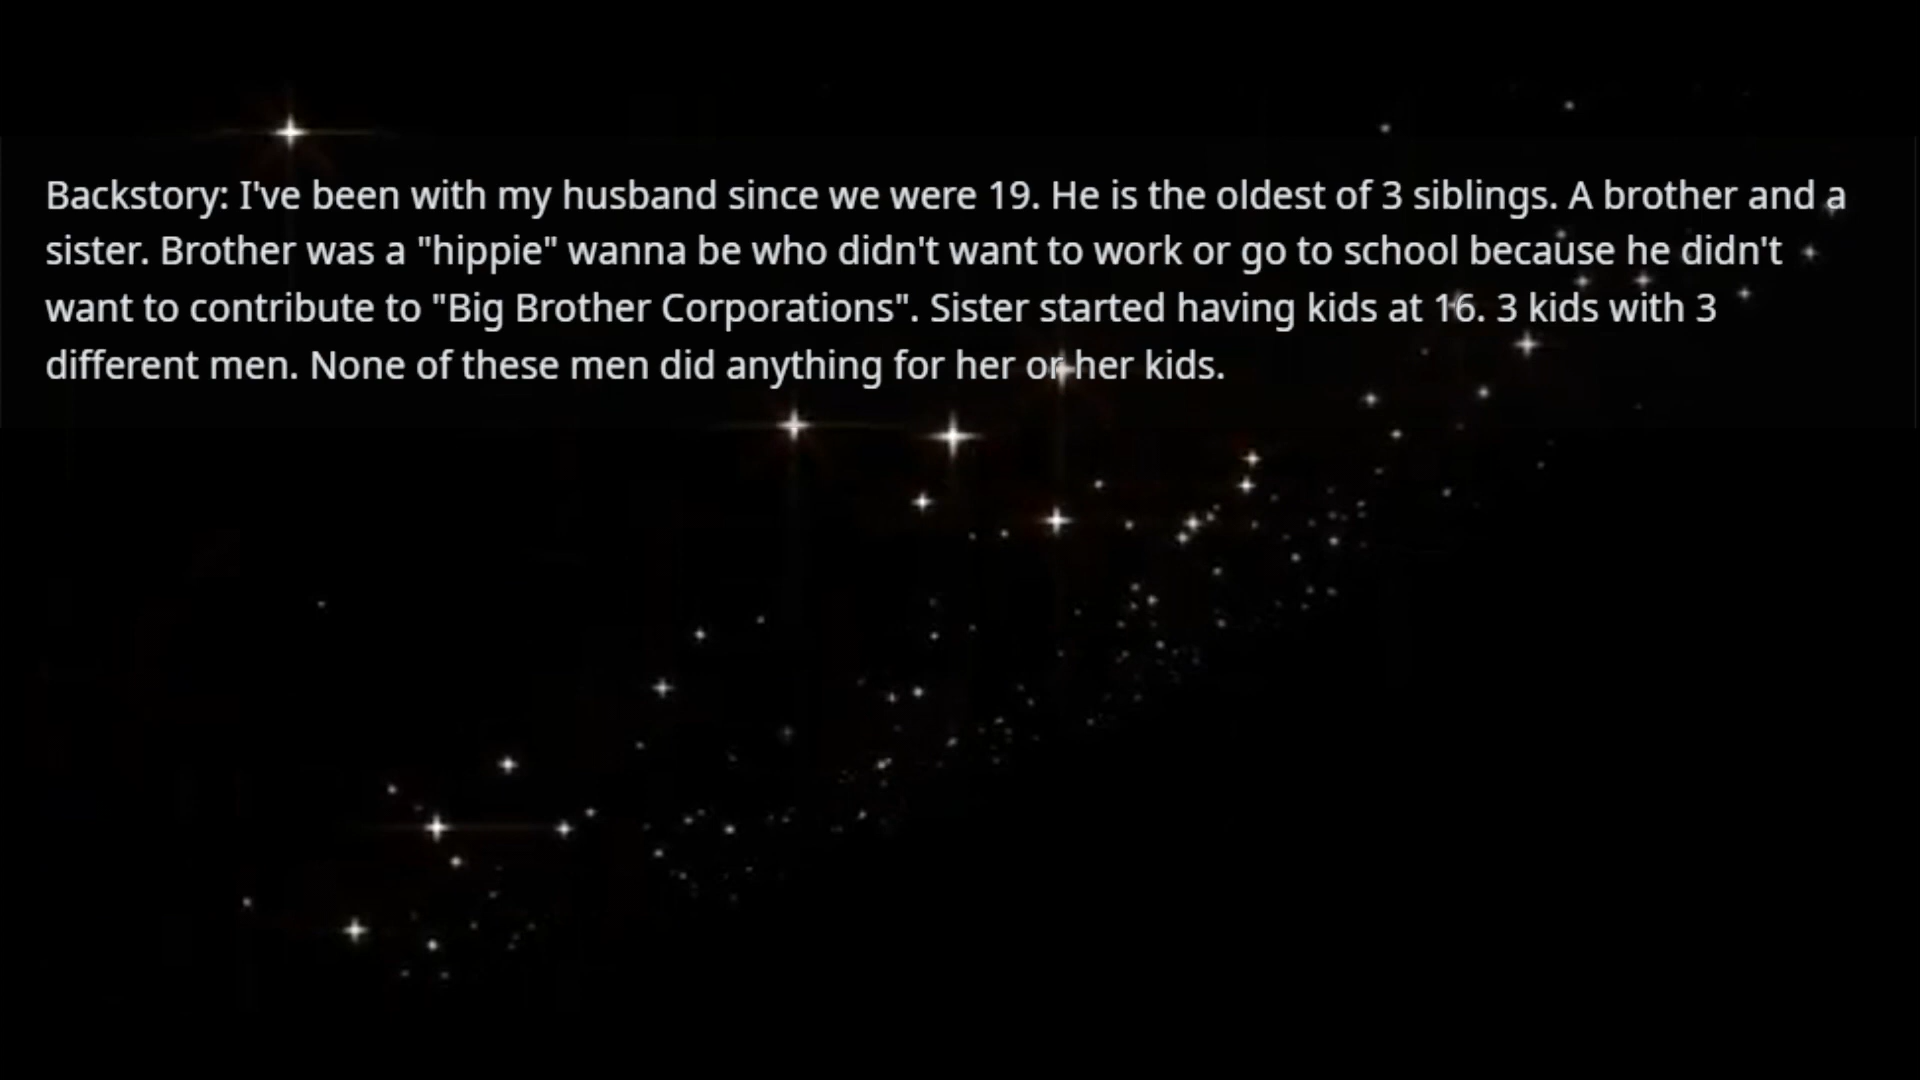 Backstory: I've been with my husband since we were 19. He is the oldest of 3 siblings. A brother and a
sister. Brother was a "hippie" wanna be who didn't want to work or go to school because he didn't
want to contribute to "Big Brother Corporations". Sister started having kids at 16. 3 kids with 3
different men. None of these men did anything for her or her kids.